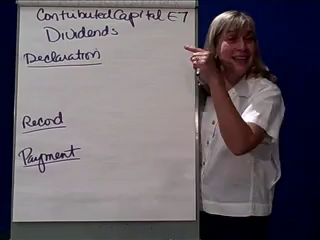 Contributed Capital E7
Dividends
Declaration
Record
Payment